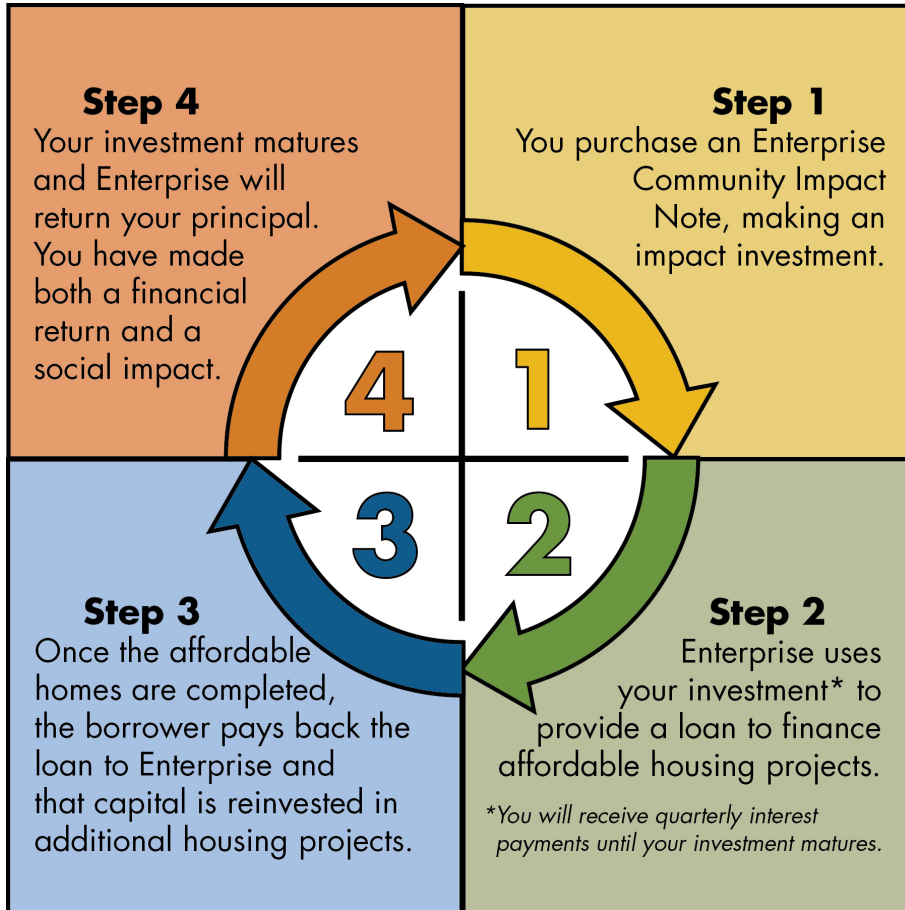 Step 1
You purchase an Enterprise
Community Impact
Note, making an
impact investment.
Step 2
Enterprise uses
your investment* to
provide a loan to finance
affordable housing projects.
*You will receive quarterly interest
payments until your investment matures.
Step 3
Once the affordable
homes are completed,
the borrower pays back the
loan to Enterprise and
that capital is reinvested in
additional housing projects.
Step 4
Your investment matures
and Enterprise will
return your principal.
You have made
both a financial
return and a
social impact.
1
2
3
4